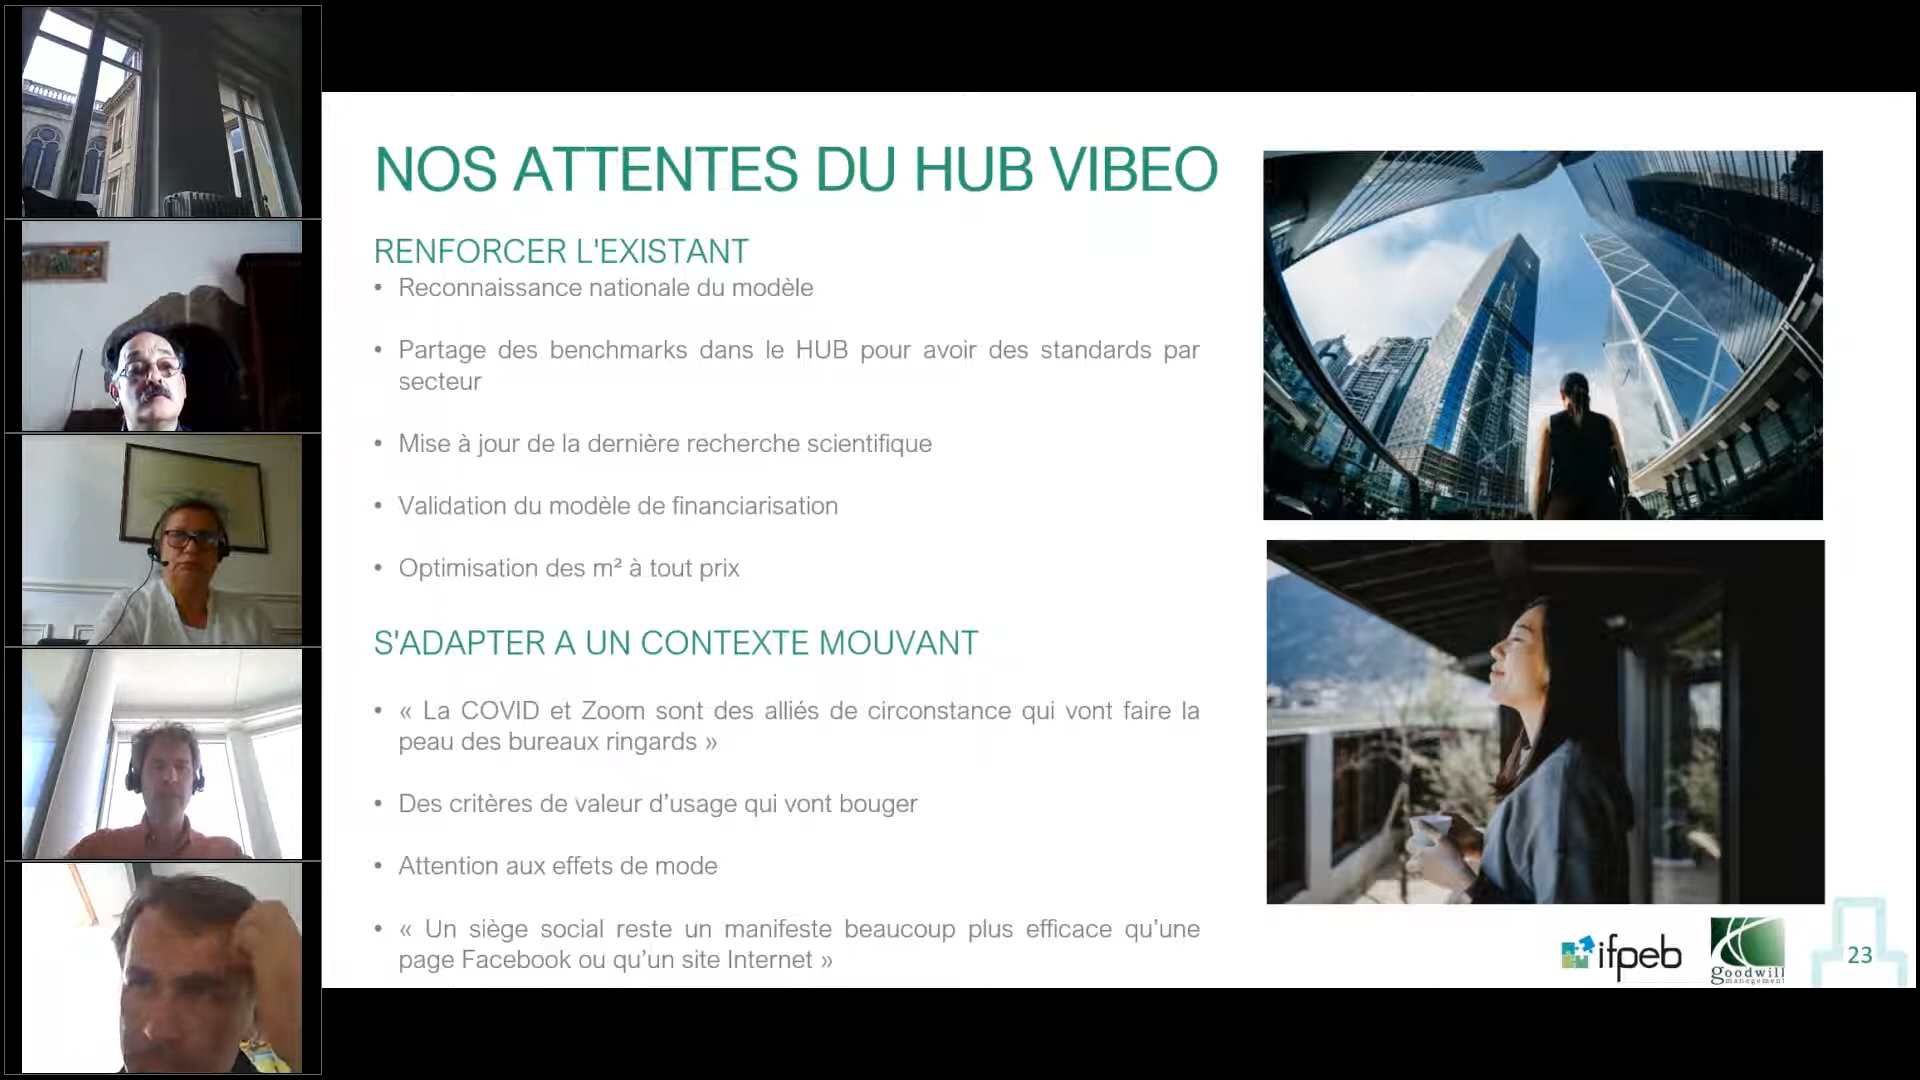 NOS ATTENTES DU HUB VIBEO
RENFORCER L'EXISTANT
• Reconnaissance nationale du modèle
• Partage des benchmarks dans le HUB pour avoir des standards par
secteur
• Mise à jour de la dernière recherche scientifique
• Validation du modèle de financiarisation
• Optimisation des m² à tout prix
S'ADAPTER A UN CONTEXTE MOUVANT
• « La COVID et Zoom sont des alliés de circonstance qui vont faire la
peau des bureaux ringards »
• Des critères de valeur d’usage qui vont bouger
• Attention aux effets de mode
• « Un siège social reste un manifeste beaucoup plus efficace qu’une
page Facebook ou qu’un site Internet »
ifpeb
goodwill
management
23